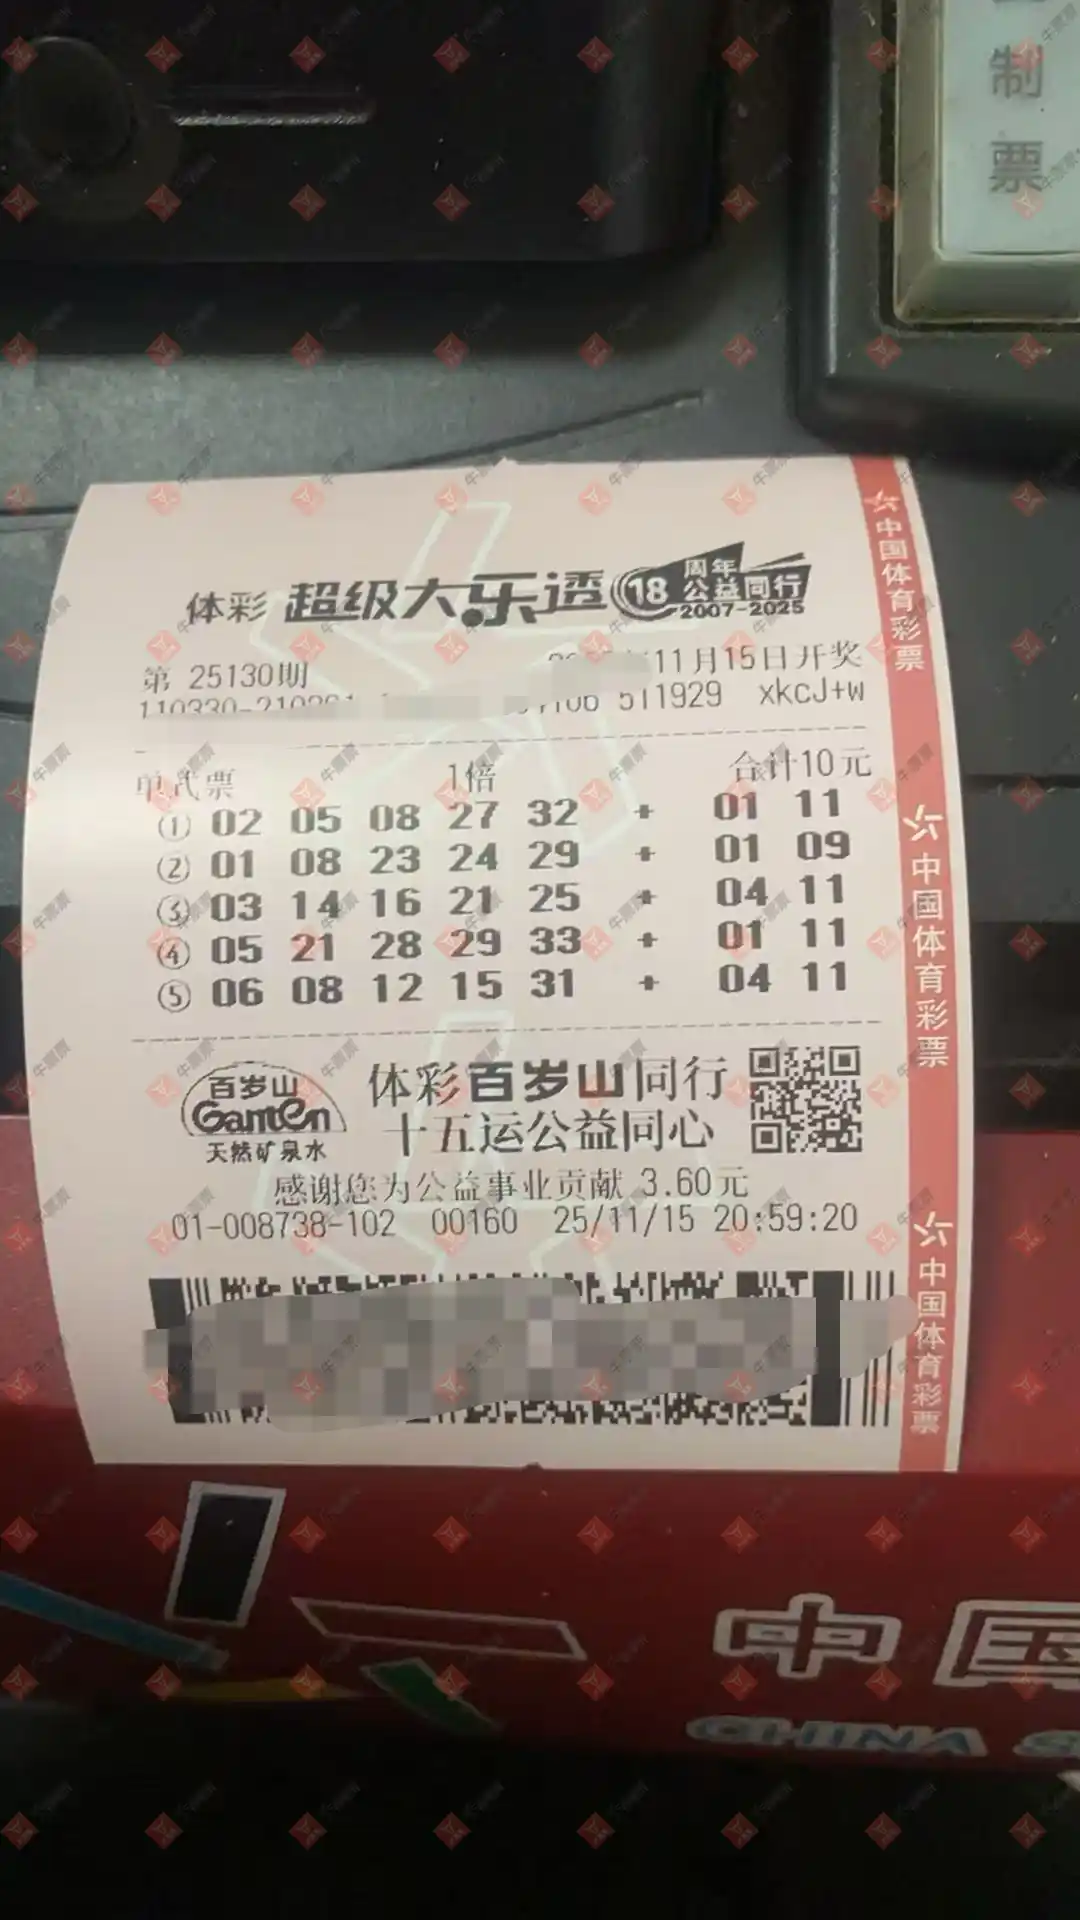 制
票
体彩 超级大乐透 18 周年 公益同行 2007-2025
第 25130期
11月15日开奖
511929 xkcJ+w
单式票 1倍 合计10元
① 02 05 08 27 32 + 01 11
② 01 08 23 24 29 + 01 09
③ 03 14 16 21 25 + 04 11
④ 05 21 28 29 33 + 01 11
⑤ 06 08 12 15 31 + 04 11
百岁山
Ganten
天然矿泉水
体彩百岁山同行
十五运公益同心
感谢您为公益事业贡献 3.60元
01-008738-102 00160 25/11/15 20:59:20
中国体育彩票
中国体育彩票
中国体育彩票
中国
CHINA S
牛票票